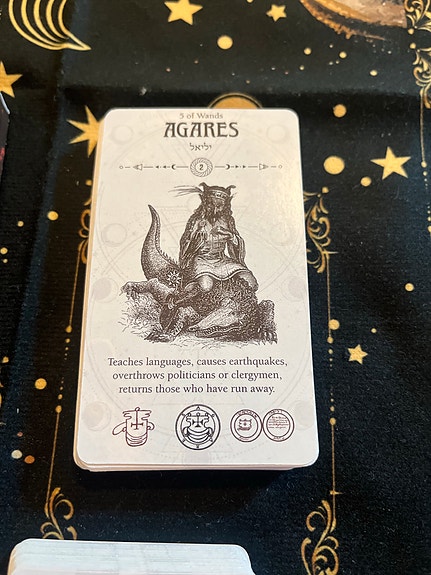 5 of Wands
AGARES
יליאל
2
Teaches languages, causes earthquakes,
overthrows politicians or clergymen,
returns those who have run away.